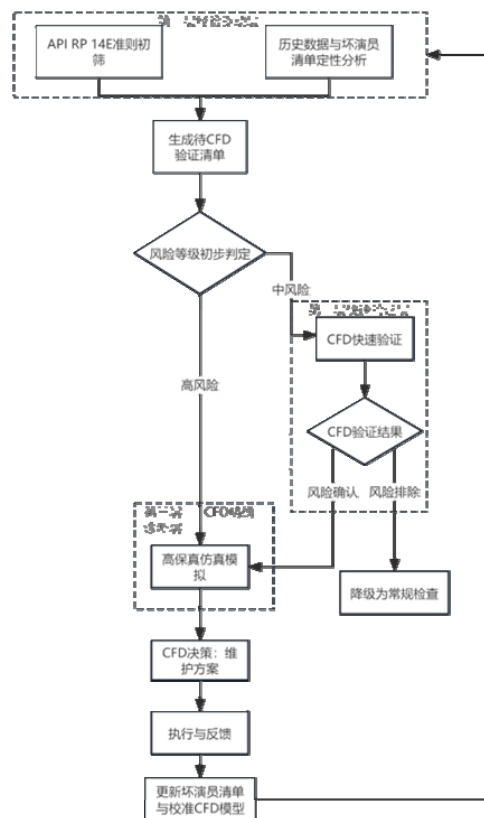 API RP 14E准则初
筛
历史数据与坏演员
清单定性分析
生成待CFD
验证清单
风险等级初步判定
中风险
CFD快速验证
高风险
CFD验证结果
风险确认
风险排除
CFD
高保真仿真模
拟
降级为常规检查
CFD决策：维
护方案
执行与反馈
更新坏演员清单
与校准CFD模型